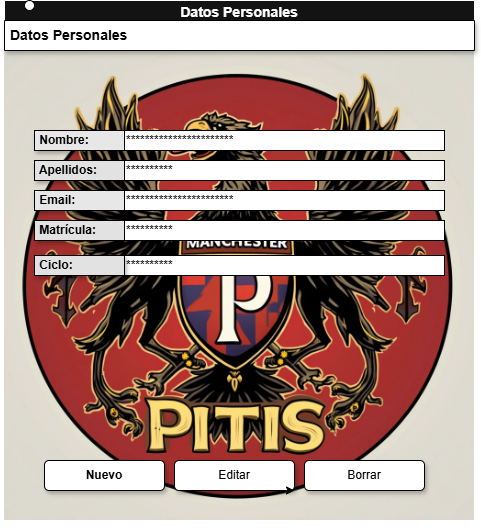 Datos Personales
Datos Personales
Nombre: ***********************
Apellidos: **********
Email: ***********************
Matrícula: **********
MANCHESTER
Ciclo: **********
P
PITIS
Nuevo Editar Borrar